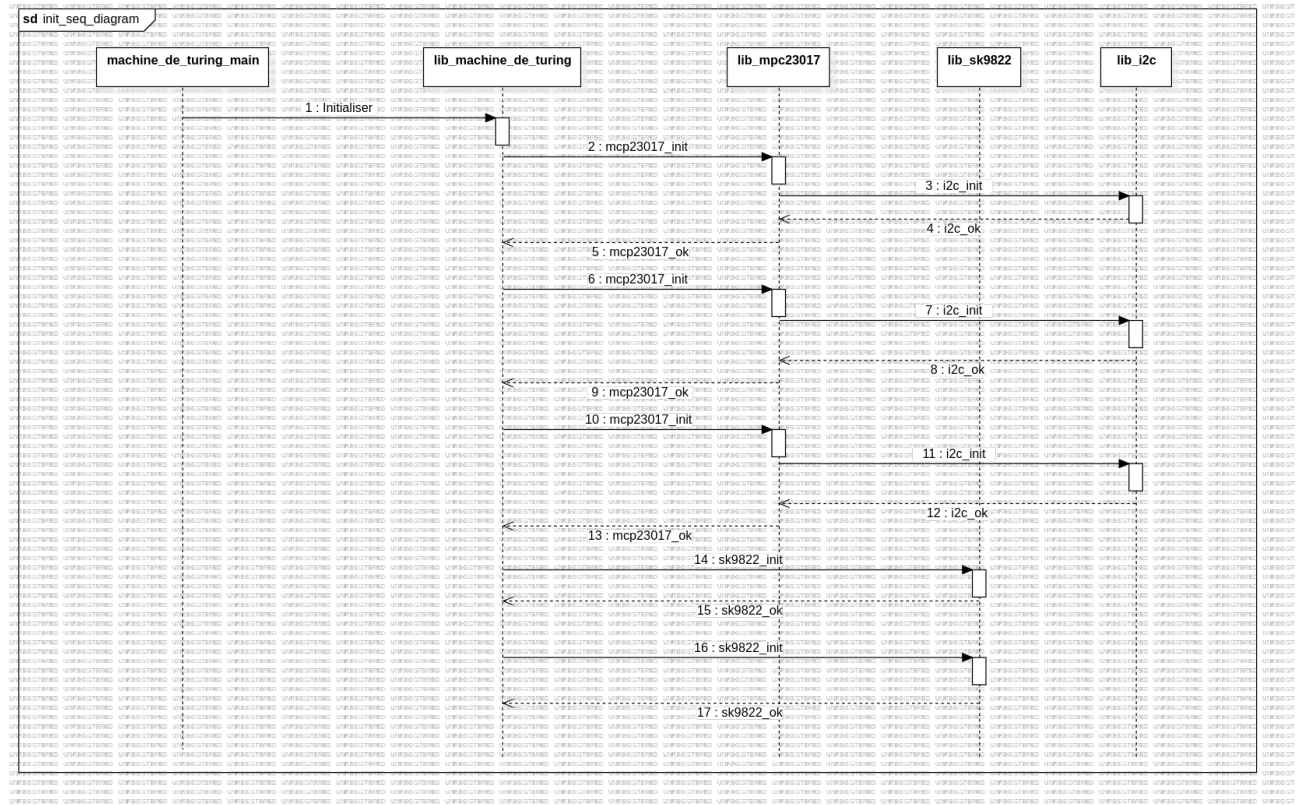 sd init_seq_diagram
machine_de_turing_main
lib_machine_de_turing
lib_mpc23017
lib_sk9822
lib_i2c
1 : Initialiser
2 : mcp23017_init
3 : i2c_init
4 : i2c_ok
5 : mcp23017_ok
6 : mcp23017_init
7 : i2c_init
8 : i2c_ok
9 : mcp23017_ok
10 : mcp23017_init
11 : i2c_init
12 : i2c_ok
13 : mcp23017_ok
14 : sk9822_init
15 : sk9822_ok
16 : sk9822_init
17 : sk9822_ok